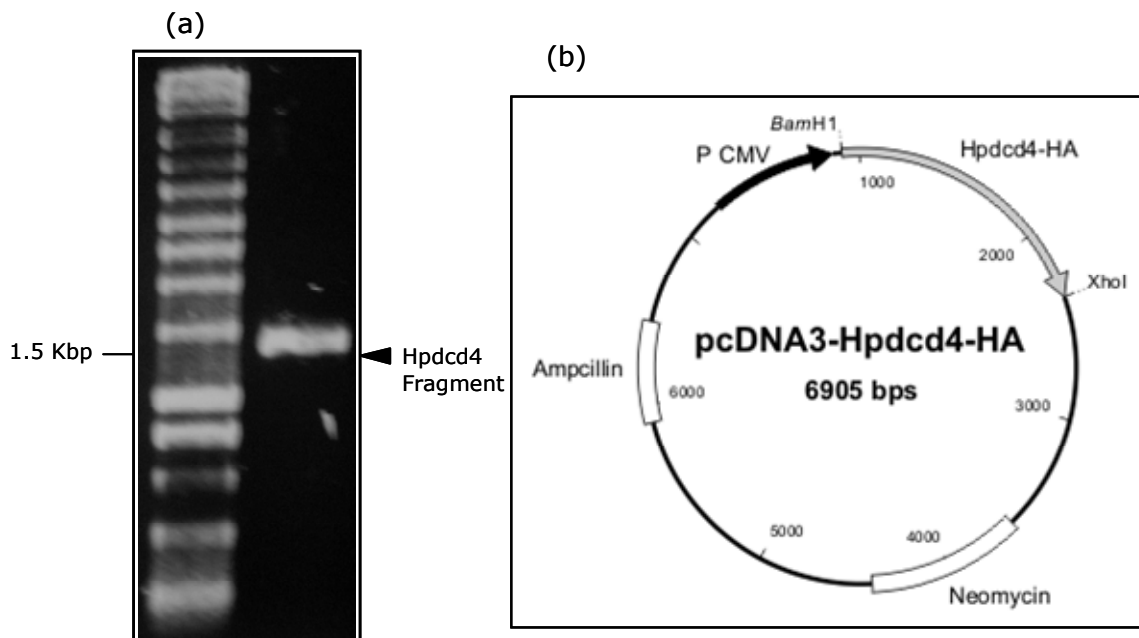 (a)
1.5 Kbp
Hpdcd4
Fragment
(b)
BamH1
P CMV
Hpdcd4-HA
1000
2000
XhoI
pcDNA3-Hpdcd4-HA
6905 bps
Ampcillin
6000
3000
5000
4000
Neomycin